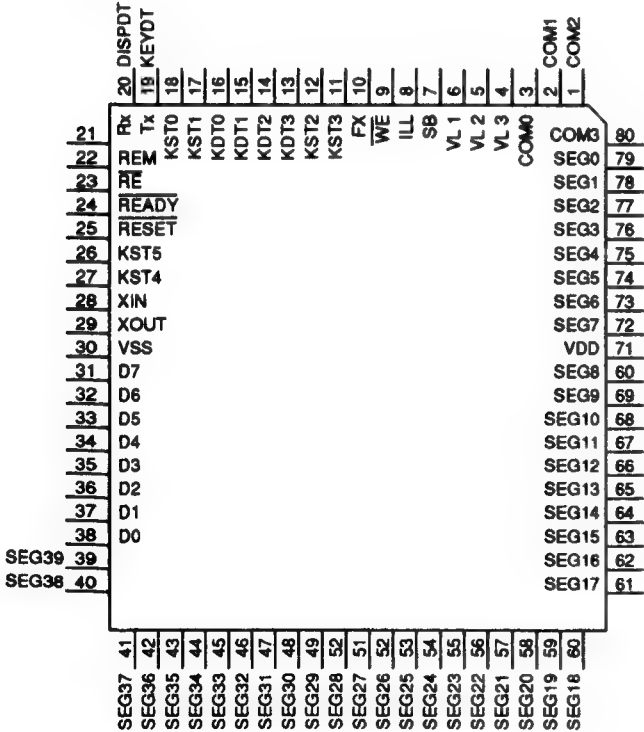 DISPDT
KEYDT
COM1
COM2
20 19 18 17 16 15 14 13 12 11 10 9 8 7 6 5 4 3 2 1
Rx
Tx
KST0
KST1
KDT0
KDT1
KDT2
KDT3
KST2
KST3
FX
WE
ILL
SB
VL 1
VL 2
VL 3
COM0
21
22 REM
23 RE
24 READY
25 RESET
26 KST5
27 KST4
28 XIN
29 XOUT
30 VSS
31 D7
32 D6
33 D5
34 D4
35 D3
36 D2
37 D1
38 D0
SEG39 39
SEG38 40
COM3 80
SEG0 79
SEG1 78
SEG2 77
SEG3 76
SEG4 75
SEG5 74
SEG6 73
SEG7 72
VDD 71
SEG8 60
SEG9 69
SEG10 68
SEG11 67
SEG12 66
SEG13 65
SEG14 64
SEG15 63
SEG16 62
SEG17 61
SEG37 41
SEG36 42
SEG35 43
SEG34 44
SEG33 45
SEG32 46
SEG31 47
SEG30 48
SEG29 49
SEG28 52
SEG27 51
SEG26 52
SEG25 53
SEG24 54
SEG23 55
SEG22 56
SEG21 57
SEG20 58
SEG19 59
SEG18 60